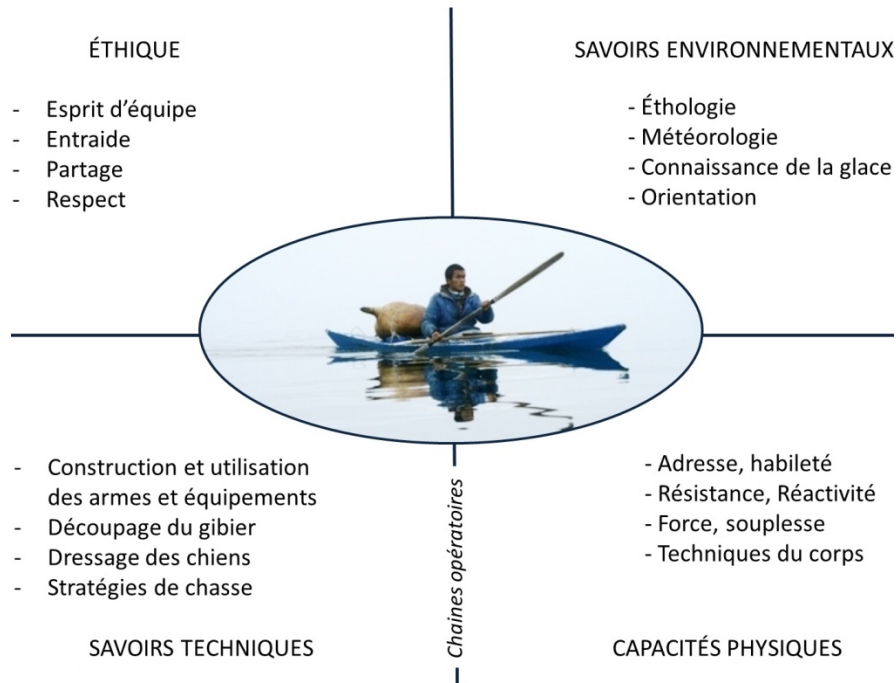 ÉTHIQUE
- Esprit d'équipe
- Entraide
- Partage
- Respect
SAVOIRS ENVIRONNEMENTAUX
- Éthologie
- Météorologie
- Connaissance de la glace
- Orientation
- Construction et utilisation
des armes et équipements
- Découpage du gibier
- Dressage des chiens
- Stratégies de chasse
SAVOIRS TECHNIQUES
Chaines opératoires
- Adresse, habileté
- Résistance, Réactivité
- Force, souplesse
- Techniques du corps
CAPACITÉS PHYSIQUES